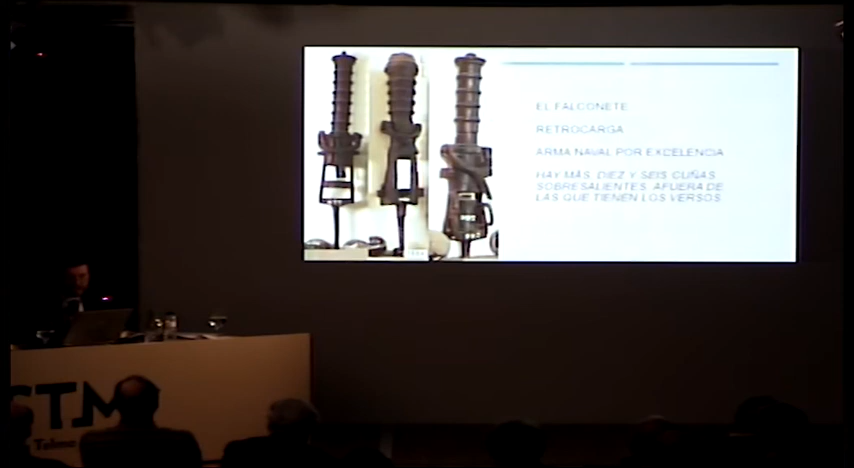 EL FALCONETE
RETROCARGA
ARMA NAVAL POR EXCELENCIA
HAY MÁS DIEZ Y SEIS CUÑAS
SOBRESALIENTES AFUERA DE
LAS QUE TIENEN LOS VERSOS
STM
Telmo